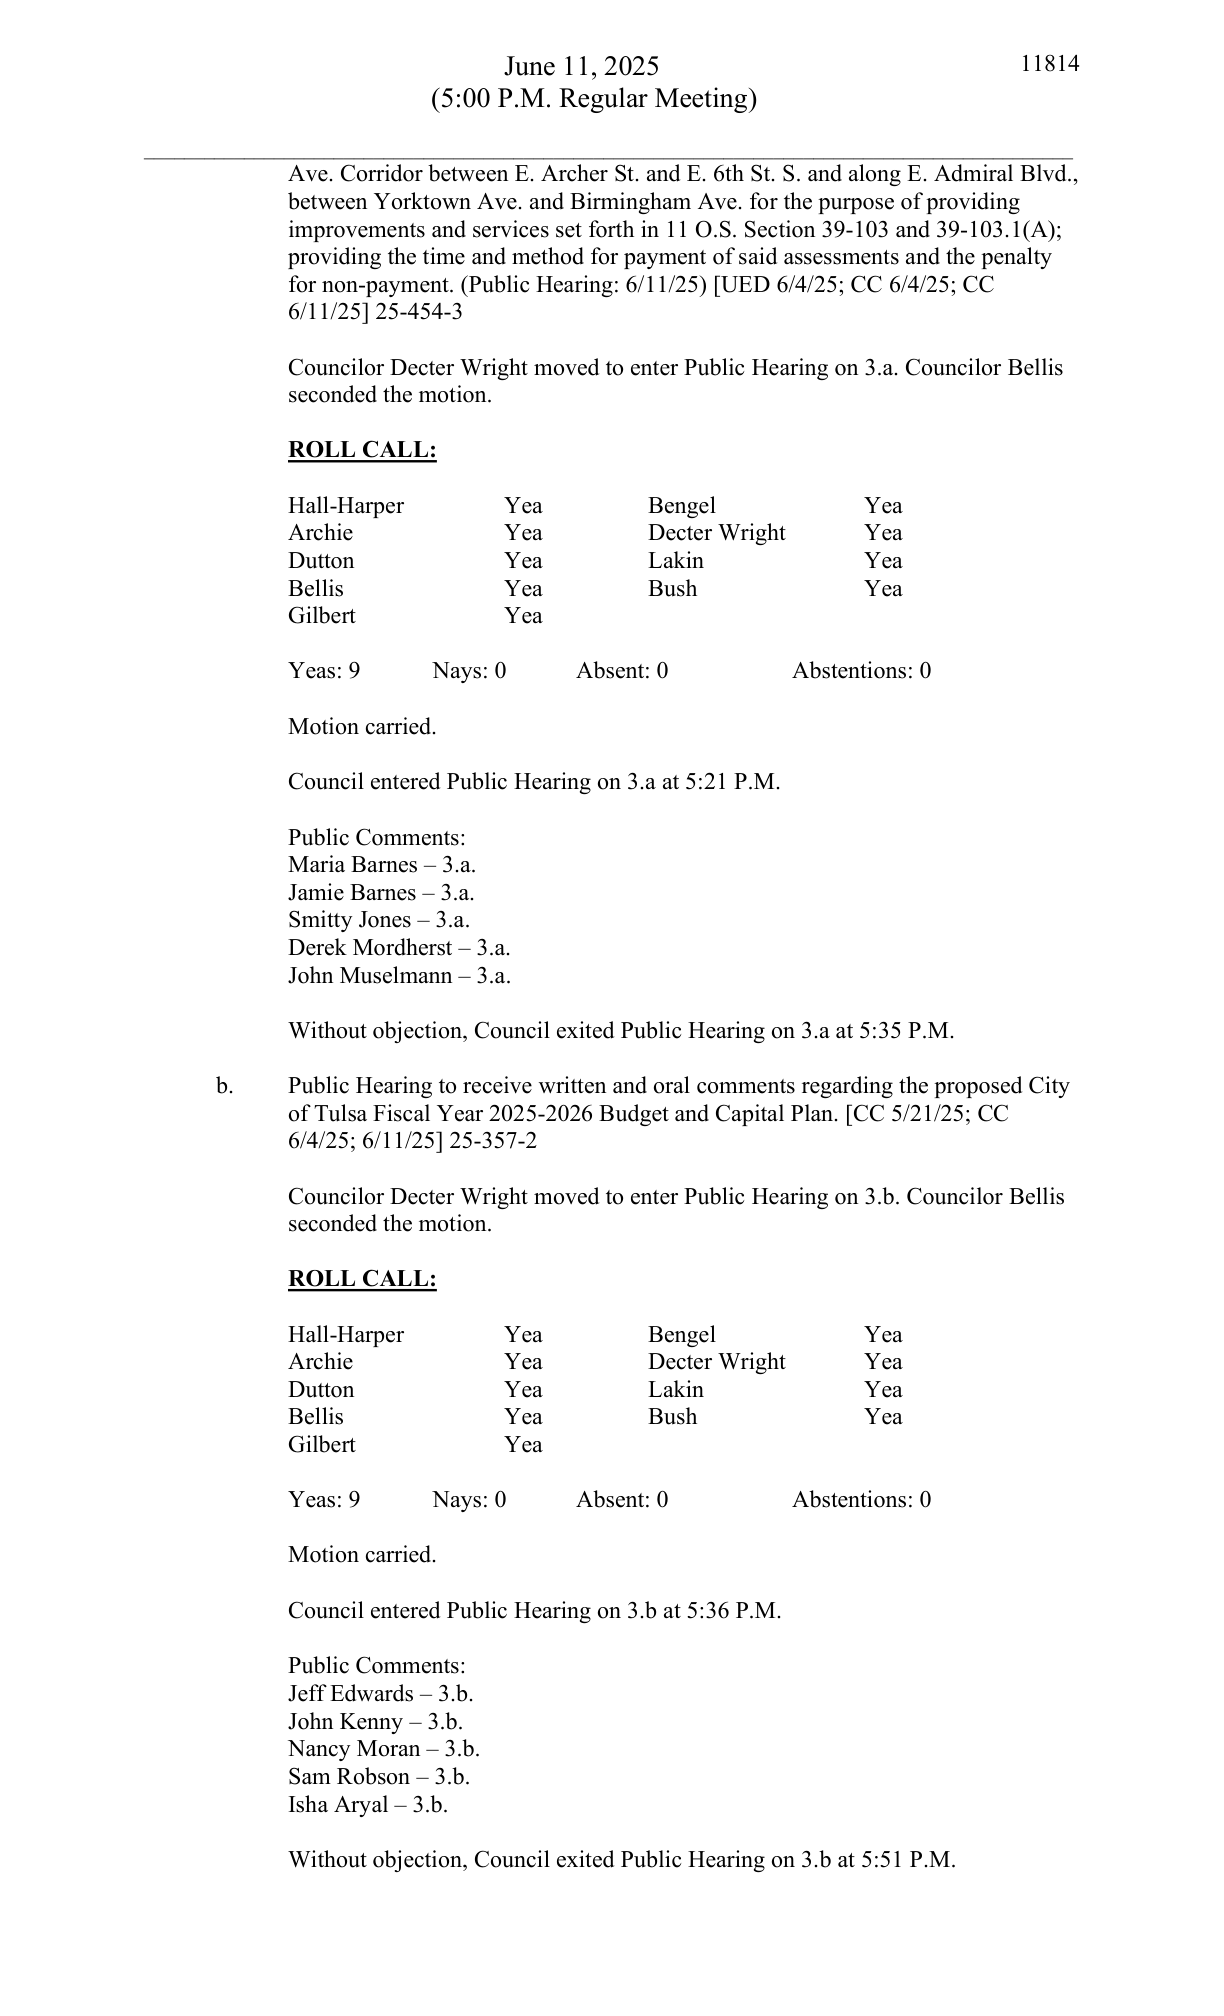 June 11, 2025 11814
(5:00 P.M. Regular Meeting)
Ave. Corridor between E. Archer St. and E. 6th St. S. and along E. Admiral Blvd.,
between Yorktown Ave. and Birmingham Ave. for the purpose of providing
improvements and services set forth in 11 O.S. Section 39-103 and 39-103.1(A);
providing the time and method for payment of said assessments and the penalty
for non-payment. (Public Hearing: 6/11/25) [UED 6/4/25; CC 6/4/25; CC
6/11/25] 25-454-3
Councilor Decter Wright moved to enter Public Hearing on 3.a. Councilor Bellis
seconded the motion.
ROLL CALL:
Hall-Harper Yea Bengel Yea
Archie Yea Decter Wright Yea
Dutton Yea Lakin Yea
Bellis Yea Bush Yea
Gilbert Yea
Yeas: 9 Nays: 0 Absent: 0 Abstentions: 0
Motion carried.
Council entered Public Hearing on 3.a at 5:21 P.M.
Public Comments:
Maria Barnes – 3.a.
Jamie Barnes – 3.a.
Smitty Jones – 3.a.
Derek Mordherst – 3.a.
John Muselmann – 3.a.
Without objection, Council exited Public Hearing on 3.a at 5:35 P.M.
b. Public Hearing to receive written and oral comments regarding the proposed City
of Tulsa Fiscal Year 2025-2026 Budget and Capital Plan. [CC 5/21/25; CC
6/4/25; 6/11/25] 25-357-2
Councilor Decter Wright moved to enter Public Hearing on 3.b. Councilor Bellis
seconded the motion.
ROLL CALL:
Hall-Harper Yea Bengel Yea
Archie Yea Decter Wright Yea
Dutton Yea Lakin Yea
Bellis Yea Bush Yea
Gilbert Yea
Yeas: 9 Nays: 0 Absent: 0 Abstentions: 0
Motion carried.
Council entered Public Hearing on 3.b at 5:36 P.M.
Public Comments:
Jeff Edwards – 3.b.
John Kenny – 3.b.
Nancy Moran – 3.b.
Sam Robson – 3.b.
Isha Aryal – 3.b.
Without objection, Council exited Public Hearing on 3.b at 5:51 P.M.